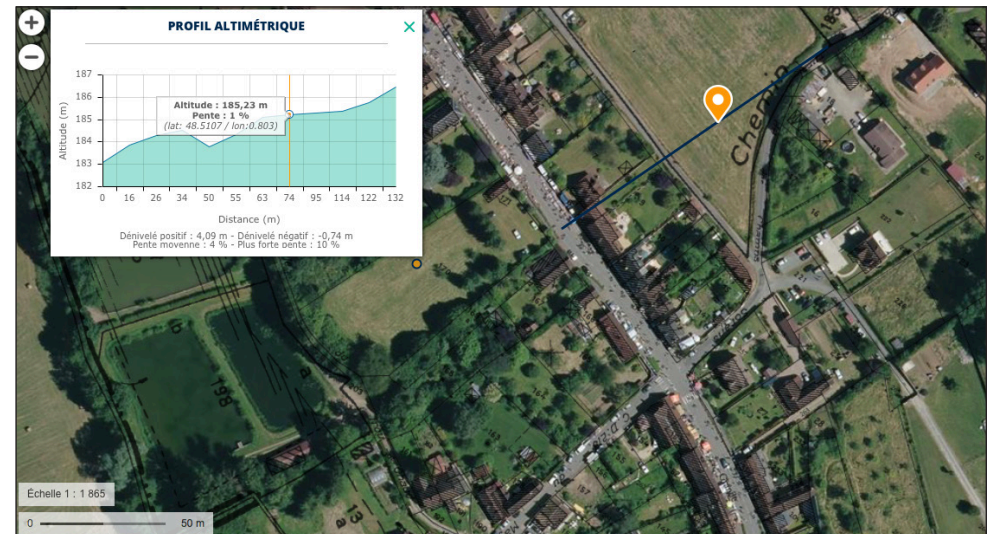 +
PROFIL ALTIMÉTRIQUE
×
−
187
186
185
184
183
182
Altitude (m)
Altitude : 185,23 m
Pente : 1 %
(lat: 48.5107 / lon:0.803)
0 16 26 34 50 55 63 74 95 114 122 132
Distance (m)
Dénivelé positif : 4,09 m - Dénivelé négatif : -0,74 m
Pente moyenne : 4 % - Plus forte pente : 10 %
Chemin
198
a
13
a
Échelle 1 : 1 865
0 50 m